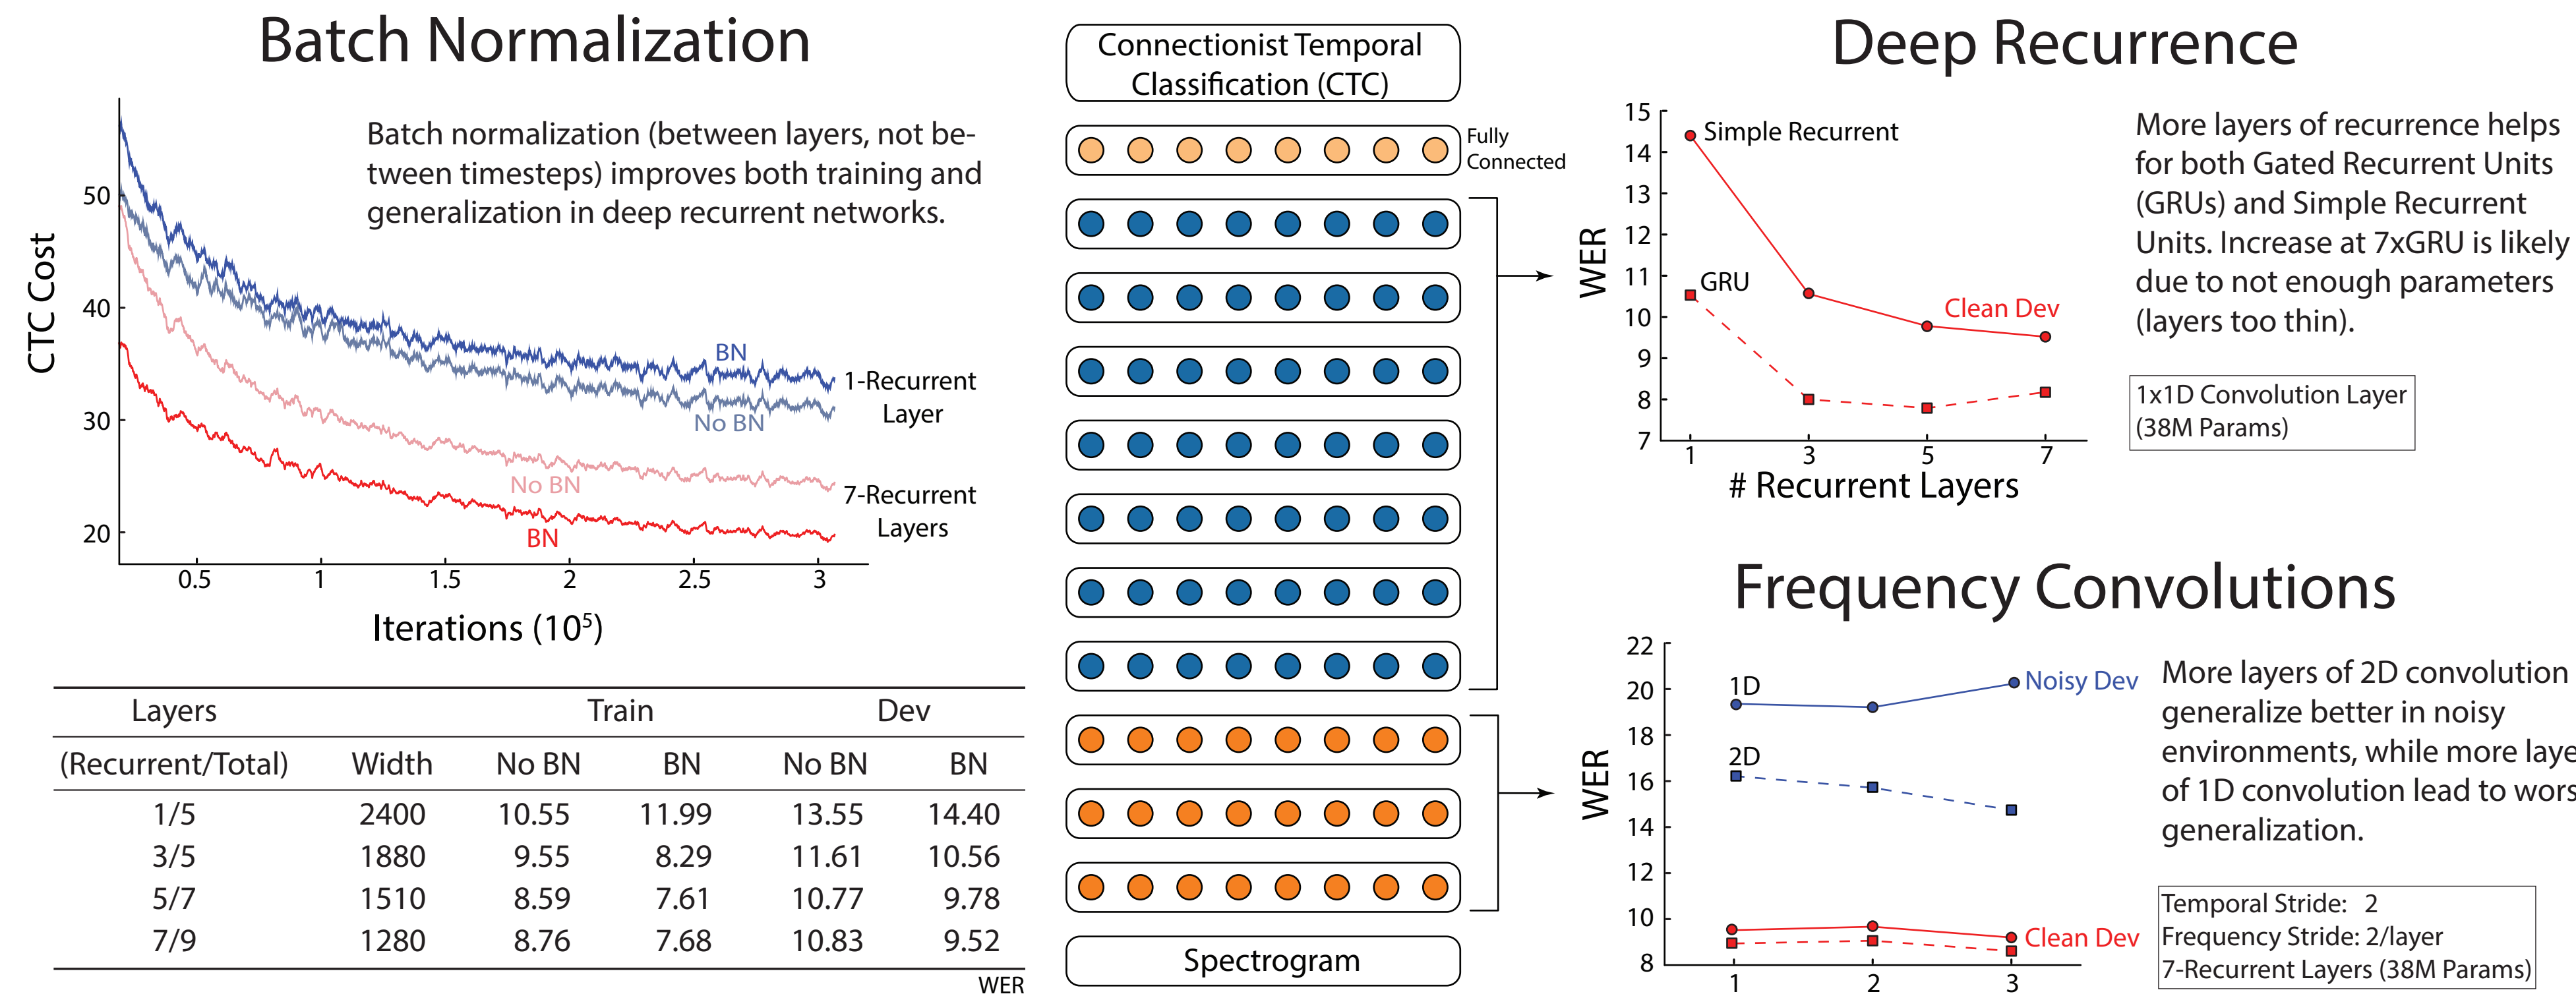 Batch Normalization
Batch normalization (between layers, not be-
tween timesteps) improves both training and
generalization in deep recurrent networks.
CTC Cost
50
40
30
20
BN
No BN
1-Recurrent
Layer
No BN
BN
7-Recurrent
Layers
0.5 1 1.5 2 2.5 3
Iterations (10⁵)
Layers Train Dev
(Recurrent/Total) Width No BN BN No BN BN
1/5 2400 10.55 11.99 13.55 14.40
3/5 1880 9.55 8.29 11.61 10.56
5/7 1510 8.59 7.61 10.77 9.78
7/9 1280 8.76 7.68 10.83 9.52
WER
Connectionist Temporal
Classification (CTC)
Fully
Connected
Spectrogram
Deep Recurrence
WER
15
14
13
12
11
10
9
8
7
Simple Recurrent
GRU
Clean Dev
1 3 5 7
# Recurrent Layers
More layers of recurrence helps
for both Gated Recurrent Units
(GRUs) and Simple Recurrent
Units. Increase at 7xGRU is likely
due to not enough parameters
(layers too thin).
1x1D Convolution Layer
(38M Params)
Frequency Convolutions
WER
22
20
18
16
14
12
10
8
1D
Noisy Dev
2D
Clean Dev
1 2 3
More layers of 2D convolution
generalize better in noisy
environments, while more laye
of 1D convolution lead to wors
generalization.
Temporal Stride: 2
Frequency Stride: 2/layer
7-Recurrent Layers (38M Params)